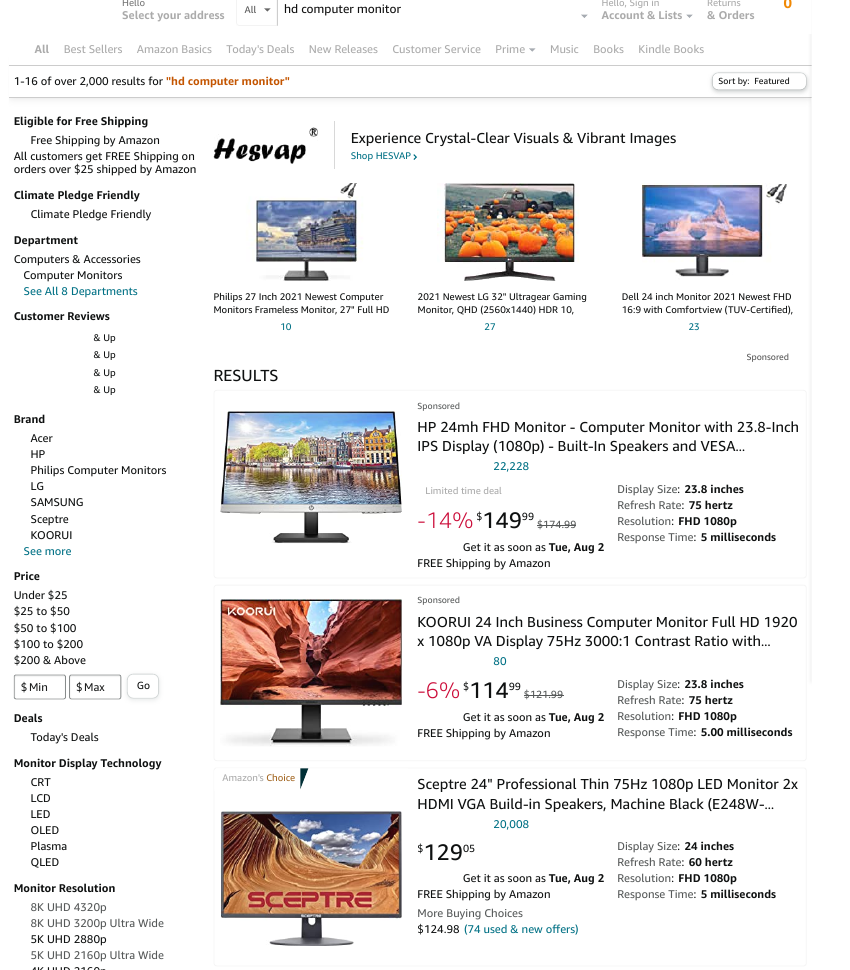 Hello
Select your address
All
hd computer monitor
Hello, Sign in
Account & Lists
Returns
& Orders
0
All
Best Sellers
Amazon Basics
Today's Deals
New Releases
Customer Service
Prime
Music
Books
Kindle Books
1-16 of over 2,000 results for "hd computer monitor"
Sort by: Featured
Eligible for Free Shipping
Free Shipping by Amazon
All customers get FREE Shipping on
orders over $25 shipped by Amazon
Climate Pledge Friendly
Climate Pledge Friendly
Department
Computers & Accessories
Computer Monitors
See All 8 Departments
Customer Reviews
& Up
& Up
& Up
& Up
Brand
Acer
HP
Philips Computer Monitors
LG
SAMSUNG
Sceptre
KOORUI
See more
Price
Under $25
$25 to $50
$50 to $100
$100 to $200
$200 & Above
$ Min
$ Max
Go
Deals
Today's Deals
Monitor Display Technology
CRT
LCD
LED
OLED
Plasma
QLED
Monitor Resolution
8K UHD 4320p
8K UHD 3200p Ultra Wide
5K UHD 2880p
5K UHD 2160p Ultra Wide
4K UHD 2160p
Hesvap®
Experience Crystal-Clear Visuals & Vibrant Images
Shop HESVAP ›
Philips 27 Inch 2021 Newest Computer
Monitors Frameless Monitor, 27" Full HD
10
2021 Newest LG 32" Ultragear Gaming
Monitor, QHD (2560x1440) HDR 10,
27
Dell 24 inch Monitor 2021 Newest FHD
16:9 with Comfortview (TUV-Certified),
23
Sponsored
RESULTS
Sponsored
HP 24mh FHD Monitor - Computer Monitor with 23.8-Inch
IPS Display (1080p) - Built-In Speakers and VESA...
22,228
Limited time deal
-14% $149.99 $174.99
Get it as soon as Tue, Aug 2
FREE Shipping by Amazon
Display Size: 23.8 inches
Refresh Rate: 75 hertz
Resolution: FHD 1080p
Response Time: 5 milliseconds
KOORUI
Sponsored
KOORUI 24 Inch Business Computer Monitor Full HD 1920
x 1080p VA Display 75Hz 3000:1 Contrast Ratio with...
80
-6% $114.99 $121.99
Get it as soon as Tue, Aug 2
FREE Shipping by Amazon
Display Size: 23.8 inches
Refresh Rate: 75 hertz
Resolution: FHD 1080p
Response Time: 5.00 milliseconds
Amazon's Choice
SCEPTRE
SCEPTRE
Sceptre 24" Professional Thin 75Hz 1080p LED Monitor 2x
HDMI VGA Build-in Speakers, Machine Black (E248W-...
20,008
$129.05
Get it as soon as Tue, Aug 2
FREE Shipping by Amazon
More Buying Choices
$124.98 (74 used & new offers)
Display Size: 24 inches
Refresh Rate: 60 hertz
Resolution: FHD 1080p
Response Time: 5 milliseconds